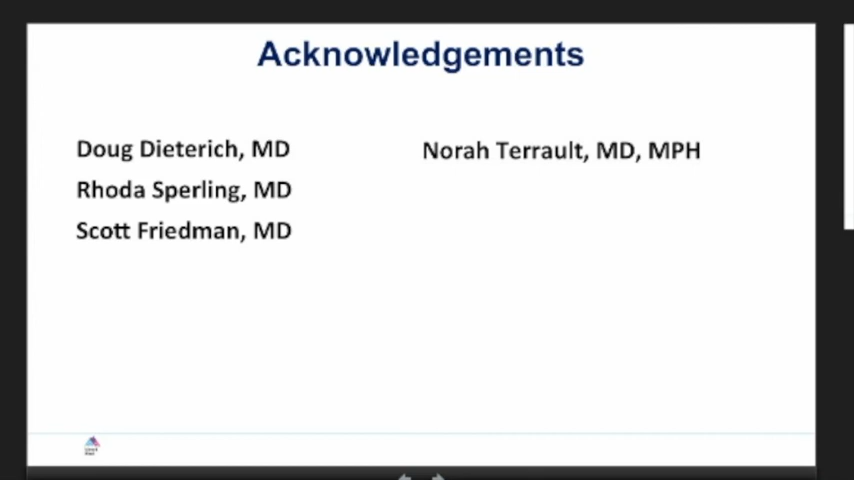 Acknowledgements
Doug Dieterich, MD
Rhoda Sperling, MD
Scott Friedman, MD
Norah Terrault, MD, MPH